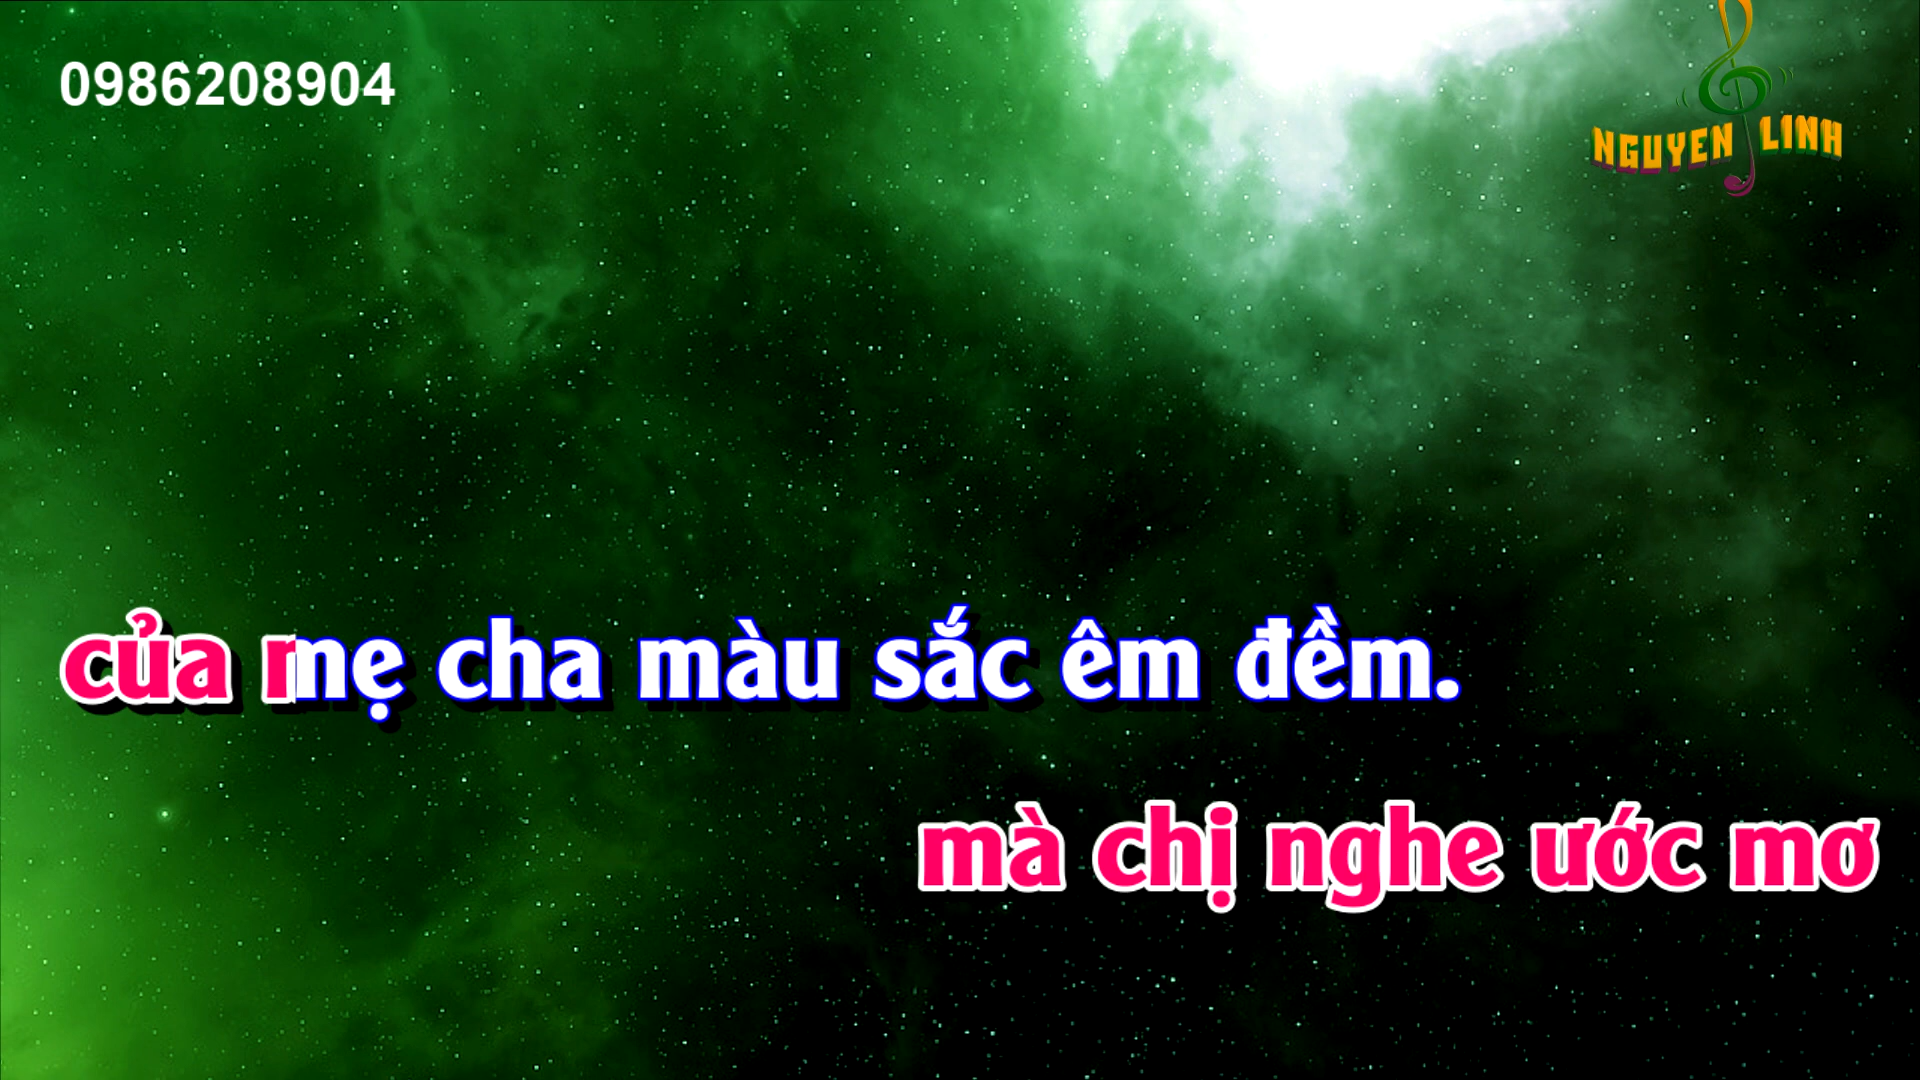 0986208904
NGUYEN LINH
của mẹ cha màu sắc êm đềm.
mà chị nghe ước mơ